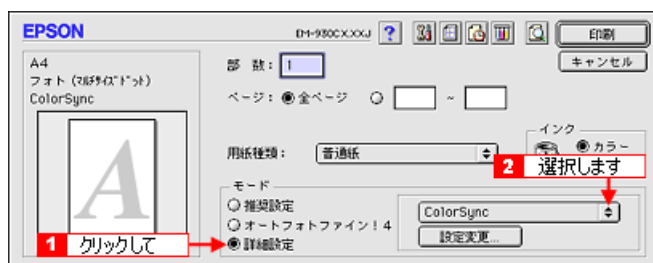 EPSON
EM-930CX.XXJ
?
印刷
A4
フォト (マルチサイズドット)
ColorSync
A
部 数: 1
キャンセル
ページ: 全ページ ~
用紙種類: 普通紙
インク
カラー
2 選択します
モード
推奨設定
オートフォトファイン!4
詳細設定
ColorSync
設定変更...
1 クリックして